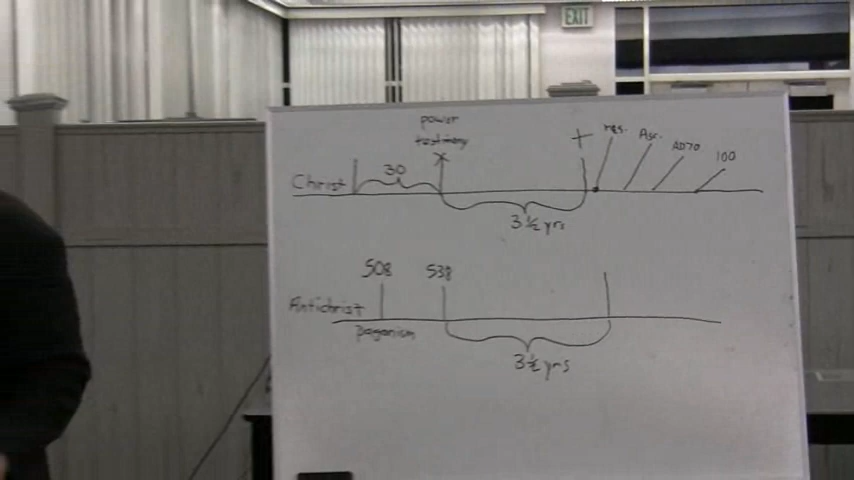 EXIT
power
testimony
res.
Asc.
AD70
100
30
Christ
3½ yrs
508
538
Antichrist
paganism
3½ yrs